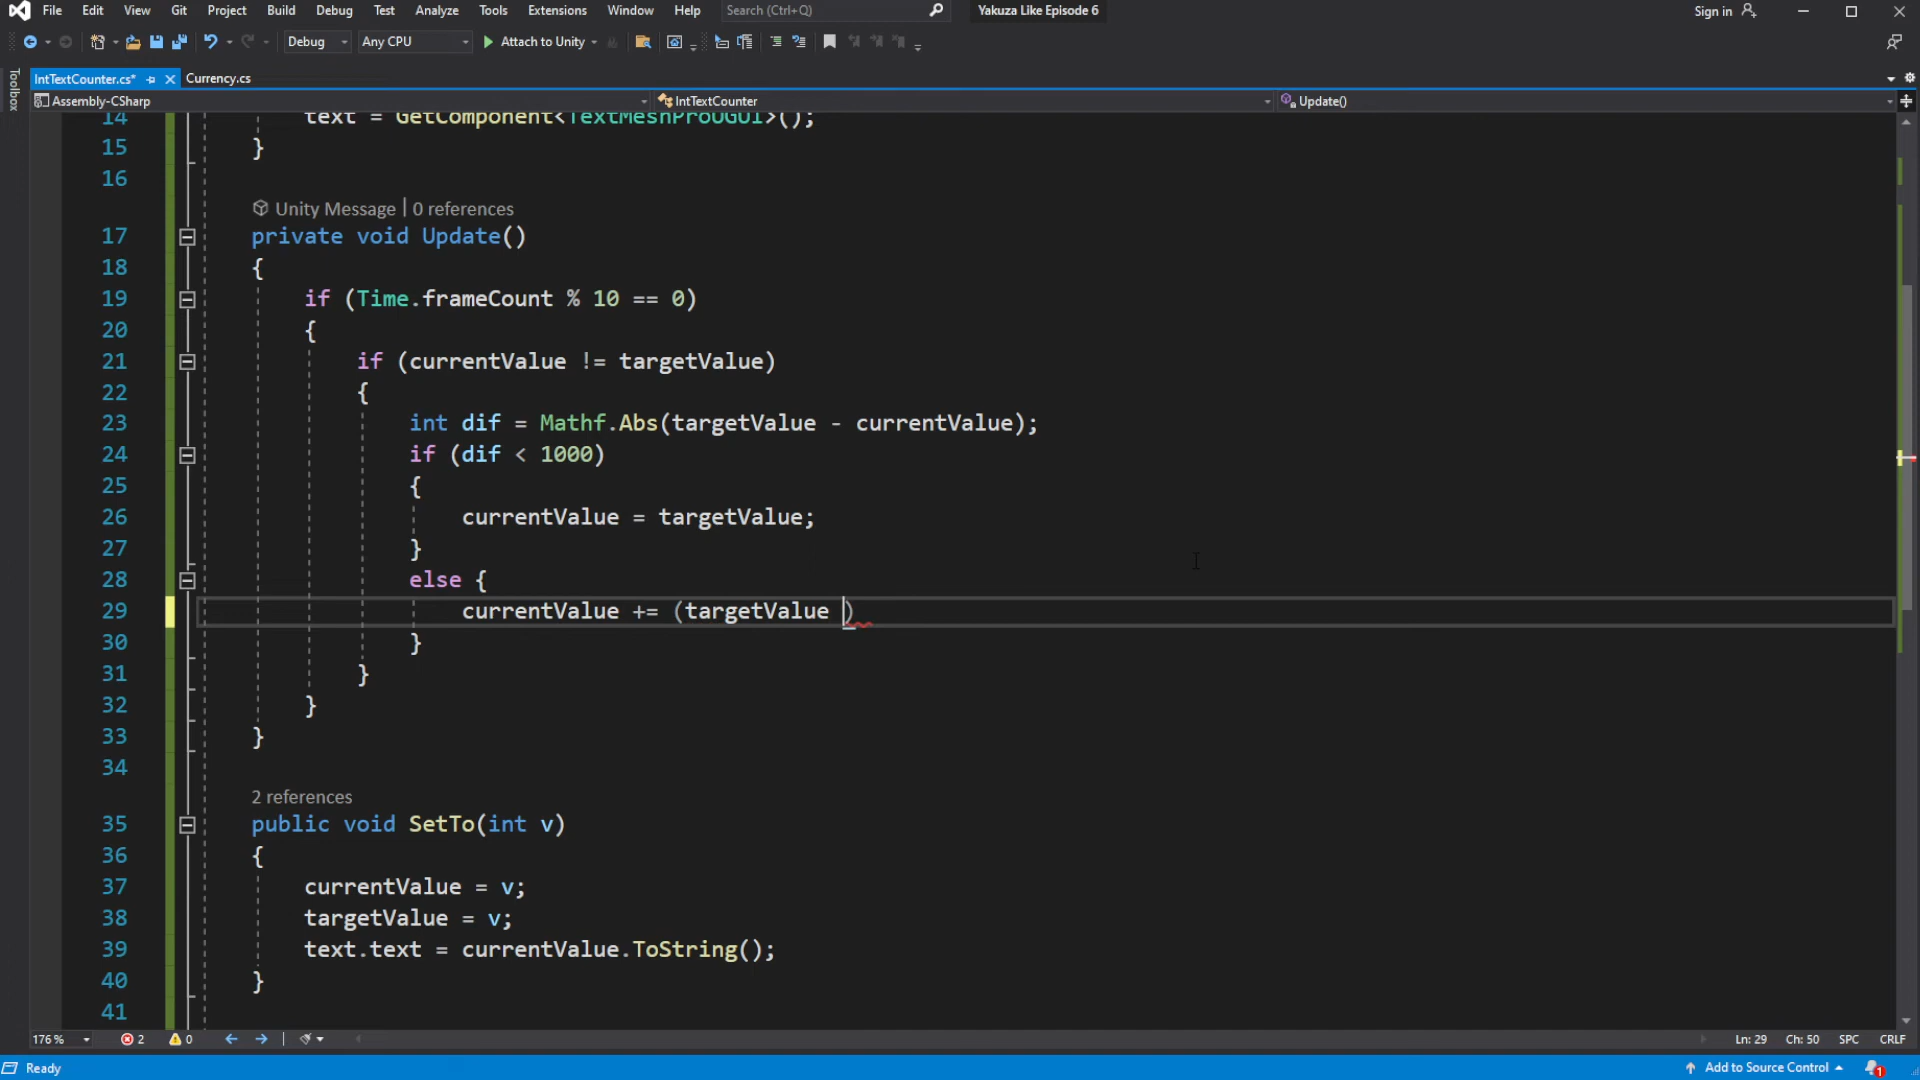 File Edit View Git Project Build Debug Test Analyze Tools Extensions Window Help Search (Ctrl+Q) Yakuza Like Episode 6 Sign in
Debug Any CPU Attach to Unity
Toolbox
IntTextCounter.cs* Currency.cs
Assembly-CSharp IntTextCounter Update()
14 text = GetComponent<TextMeshProUGUI>();
15 }
16
Unity Message | 0 references
17 private void Update()
18 {
19 if (Time.frameCount % 10 == 0)
20 {
21 if (currentValue != targetValue)
22 {
23 int dif = Mathf.Abs(targetValue - currentValue);
24 if (dif < 1000)
25 {
26 currentValue = targetValue;
27 }
28 else {
29 currentValue += (targetValue )
30 }
31 }
32 }
33 }
34
2 references
35 public void SetTo(int v)
36 {
37 currentValue = v;
38 targetValue = v;
39 text.text = currentValue.ToString();
40 }
41
176 % 2 0 Ln: 29 Ch: 50 SPC CRLF
Ready Add to Source Control 1